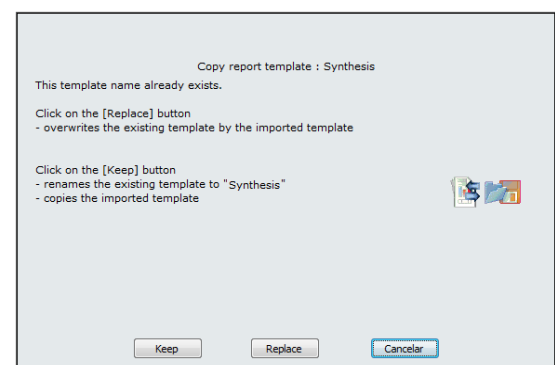 Copy report template : Synthesis
This template name already exists.
Click on the [Replace] button
- overwrites the existing template by the imported template
Click on the [Keep] button
- renames the existing template to "Synthesis"
- copies the imported template
Keep Replace Cancelar